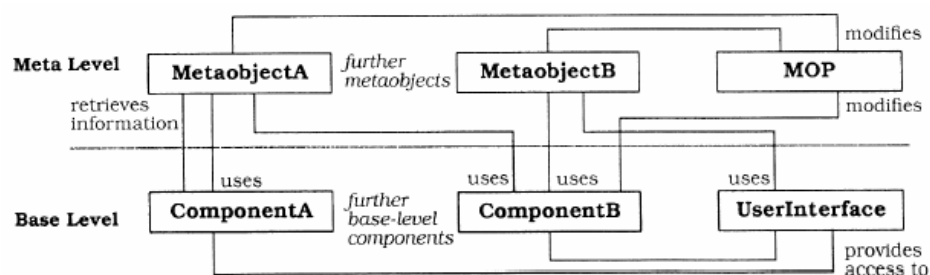 modifies
Meta Level
MetaobjectA
further
metaobjects
MetaobjectB
MOP
retrieves
information
modifies
uses
uses
uses
uses
Base Level
ComponentA
further
base-level
components
ComponentB
UserInterface
provides
access to